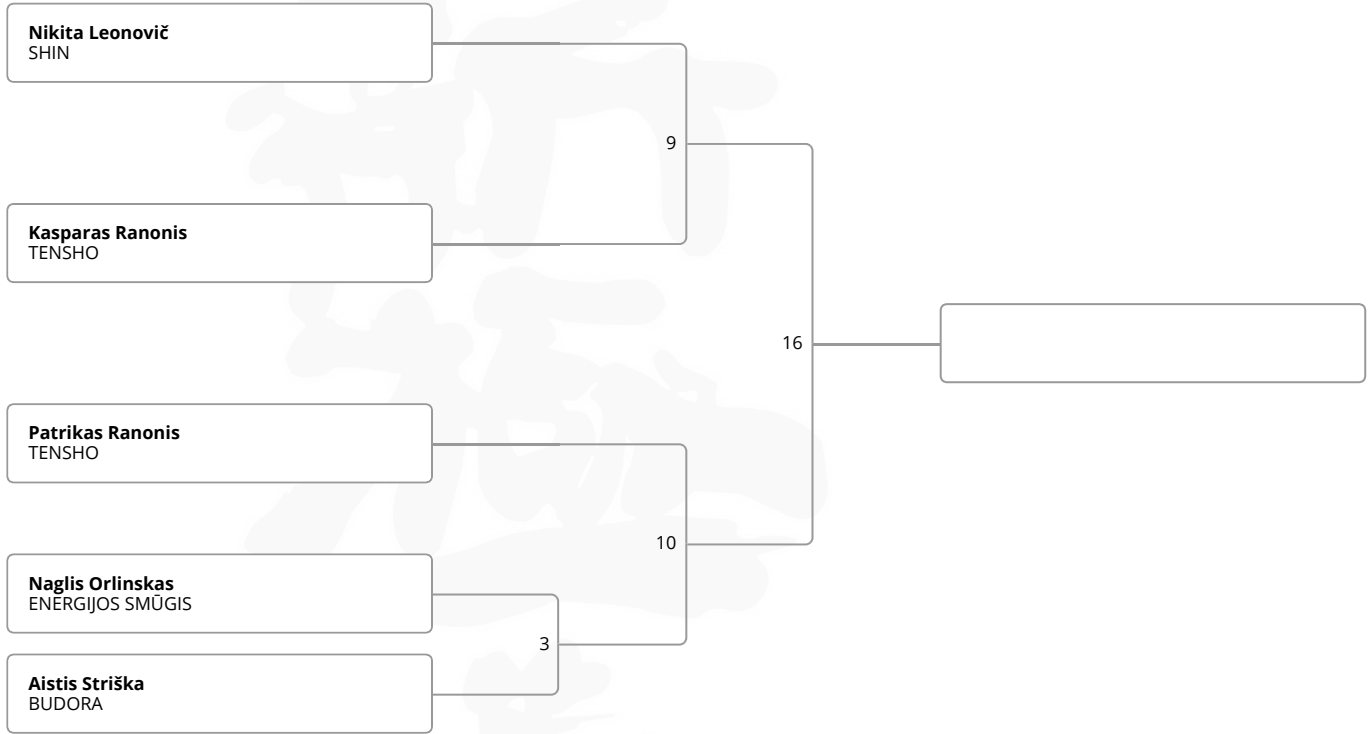 Nikita Leonovič
SHIN
9
Kasparas Ranonis
TENSHO
16
Patrikas Ranonis
TENSHO
10
Naglis Orlinskas
ENERGIJOS SMŪGIS
3
Aistis Striška
BUDORA